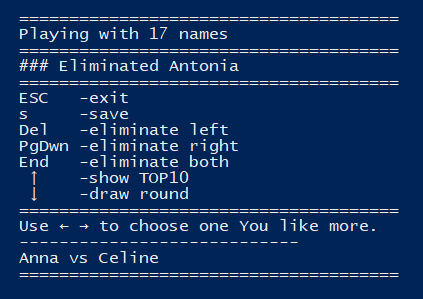 ======================================
Playing with 17 names
======================================
### Eliminated Antonia
======================================
ESC   -exit
s     -save
Del   -eliminate left
PgDwn -eliminate right
End   -eliminate both
 ↑    -show TOP10
 ↓    -draw round
======================================
Use ← → to choose one You like more.
----------------------------
Anna vs Celine
======================================